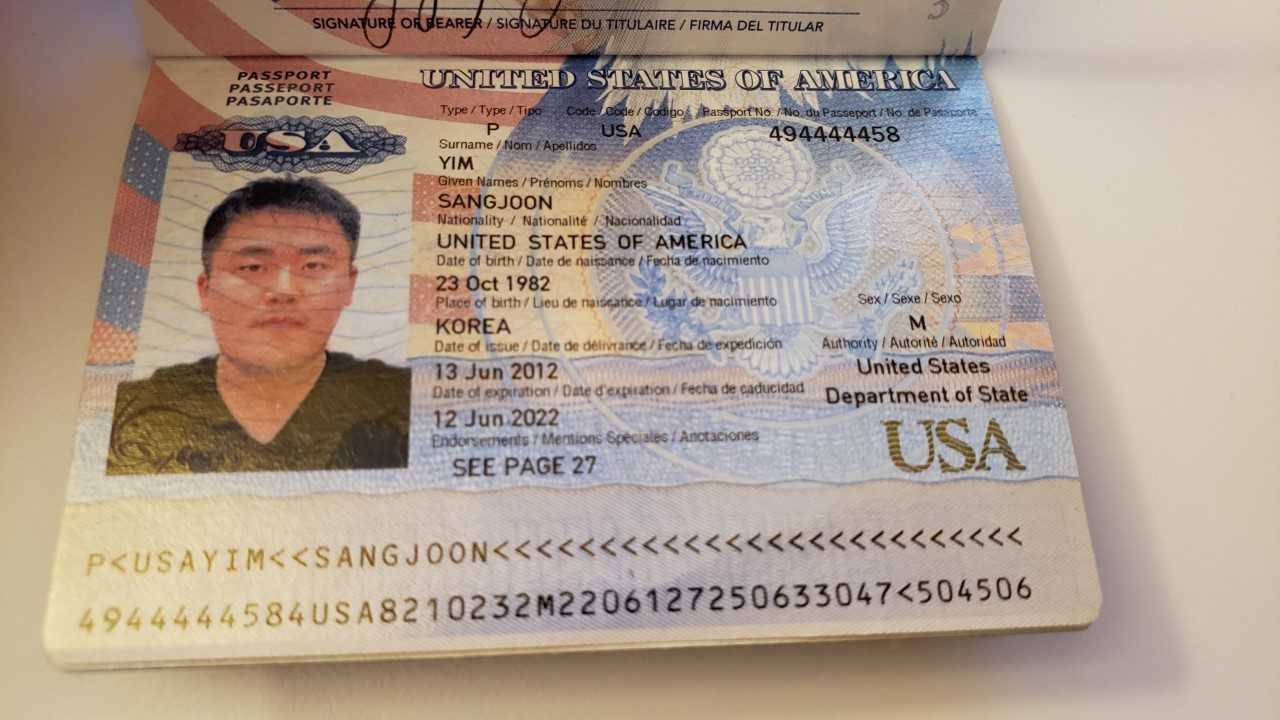 SIGNATURE OF BEARER / SIGNATURE DU TITULAIRE / FIRMA DEL TITULAR
PASSPORT
PASSEPORT
PASAPORTE
USA
UNITED STATES OF AMERICA
Type / Type / Tipo Code / Code / Codigo Passport No. / No. du Passeport / No. de Pasaporte
P USA 494444458
Surname / Nom / Apellidos
YIM
Given Names / Prénoms / Nombres
SANGJOON
Nationality / Nationalité / Nacionalidad
UNITED STATES OF AMERICA
Date of birth / Date de naissance / Fecha de nacimiento
23 Oct 1982
Place of birth / Lieu de naissance / Lugar de nacimiento Sex / Sexe / Sexo
KOREA M
Date of issue / Date de délivrance / Fecha de expedición Authority / Autorité / Autoridad
13 Jun 2012 United States
Date of expiration / Date d'expiration / Fecha de caducidad Department of State
12 Jun 2022
Endorsements / Mentions Spéciales / Anotaciones
SEE PAGE 27
USA
P<USAYIM<<SANGJOON<<<<<<<<<<<<<<<<<<<<<<<<<<
4944444584USA8210232M2206127250633047<504506